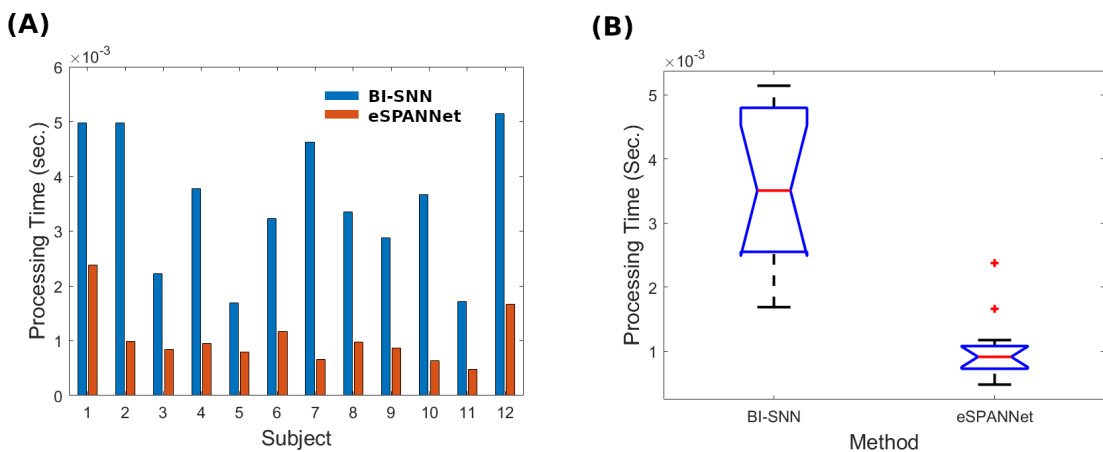 (A)
×10⁻³
6
5
4
3
2
1
0
Processing Time (sec.)
BI-SNN
eSPANNet
1 2 3 4 5 6 7 8 9 10 11 12
Subject
(B)
×10⁻³
5
4
3
2
1
Processing Time (Sec.)
BI-SNN eSPANNet
Method